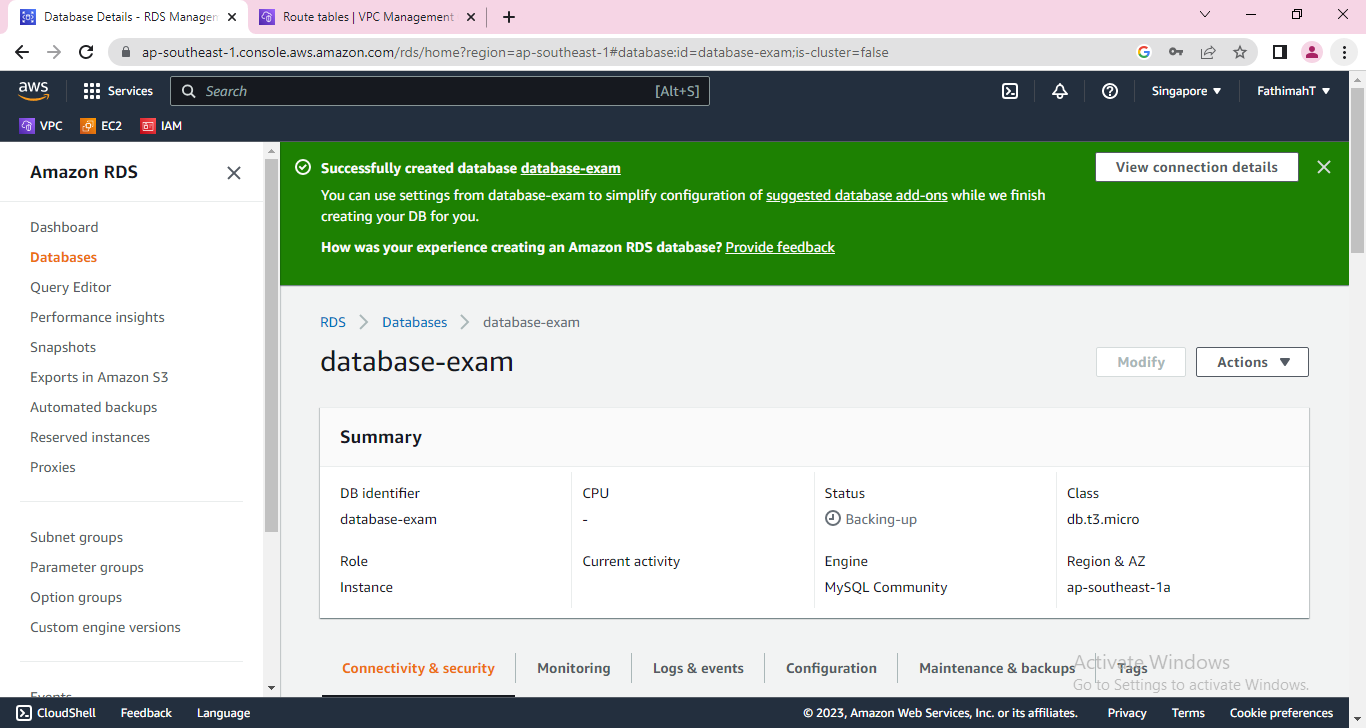 Database Details - RDS Managem
Route tables | VPC Management
ap-southeast-1.console.aws.amazon.com/rds/home?region=ap-southeast-1#database:id=database-exam;is-cluster=false
aws
Services
Search
[Alt+S]
Singapore
FathimahT
VPC
EC2
IAM
Amazon RDS
Dashboard
Databases
Query Editor
Performance insights
Snapshots
Exports in Amazon S3
Automated backups
Reserved instances
Proxies
Subnet groups
Parameter groups
Option groups
Custom engine versions
Events
Successfully created database database-exam
You can use settings from database-exam to simplify configuration of suggested database add-ons while we finish
creating your DB for you.
How was your experience creating an Amazon RDS database? Provide feedback
View connection details
RDS
Databases
database-exam
database-exam
Modify
Actions
Summary
DB identifier
database-exam
CPU
-
Status
Backing-up
Class
db.t3.micro
Role
Instance
Current activity
Engine
MySQL Community
Region & AZ
ap-southeast-1a
Connectivity & security
Monitoring
Logs & events
Configuration
Maintenance & backups
Tags
Activate Windows
Go to Settings to activate Windows.
CloudShell
Feedback
Language
© 2023, Amazon Web Services, Inc. or its affiliates.
Privacy
Terms
Cookie preferences